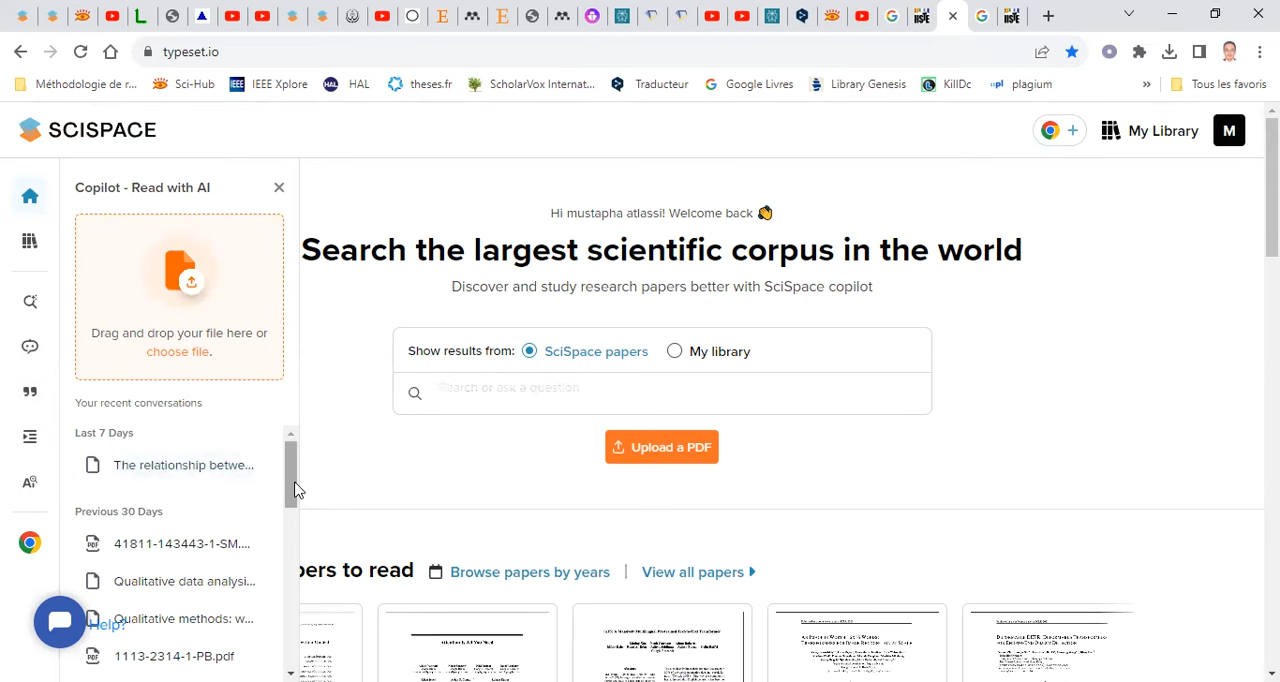 typeset.io
Méthodologie de r...
Sci-Hub
IEEE Xplore
HAL
theses.fr
ScholarVox Internat...
Traducteur
Google Livres
Library Genesis
KillDc
plagium
»
Tous les favoris
SCISPACE
My Library
M
Copilot - Read with AI
Drag and drop your file here or
choose file.
Your recent conversations
Last 7 Days
The relationship betwe...
Previous 30 Days
41811-143443-1-SM....
Qualitative data analysi...
Qualitative methods: w...
Help?
1113-2314-1-PB.pdf
Hi mustapha atlassi! Welcome back 👋
Search the largest scientific corpus in the world
Discover and study research papers better with SciSpace copilot
Show results from:
SciSpace papers
My library
Search or ask a question
Upload a PDF
pers to read
Browse papers by years
|
View all papers